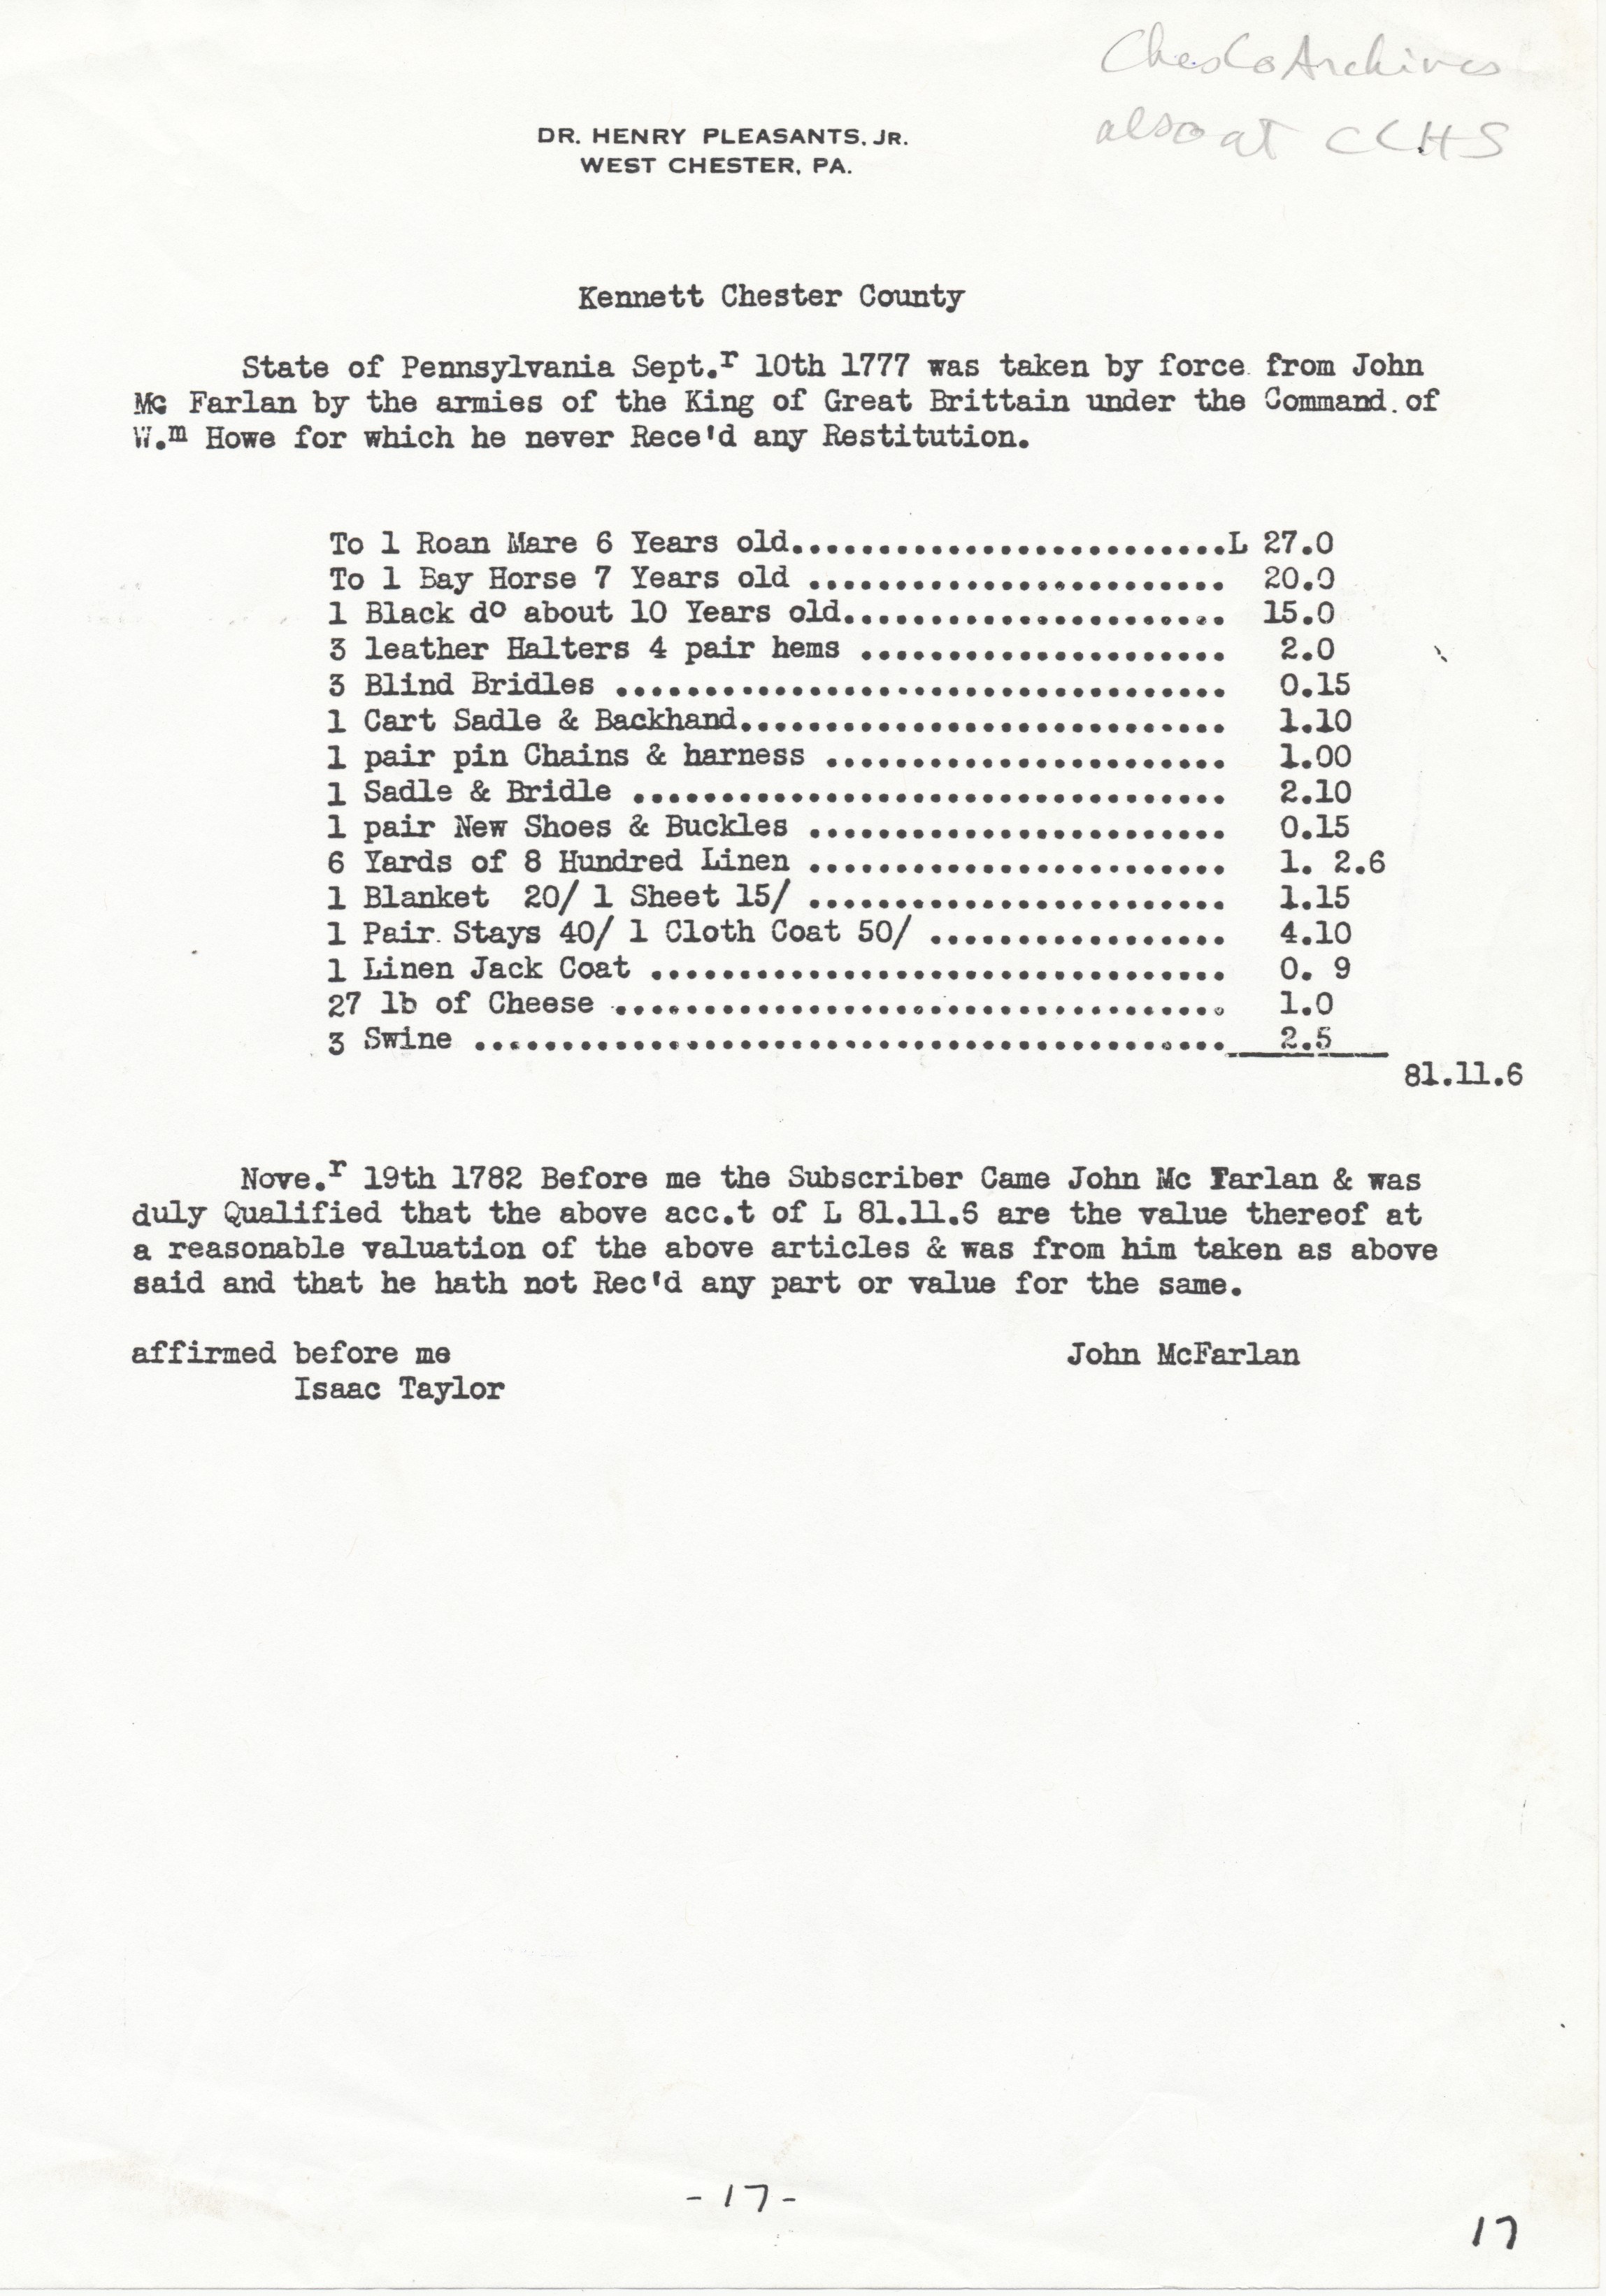 ChesCo Archives
also at CCHS
DR. HENRY PLEASANTS, JR.
WEST CHESTER, PA.
Kennett Chester County
State of Pennsylvania Sept.r 10th 1777 was taken by force from John
Mc Farlan by the armies of the King of Great Brittain under the Command of
W.m Howe for which he never Rece'd any Restitution.
To 1 Roan Mare 6 Years old........................L 27.0
To 1 Bay Horse 7 Years old ........................ 20.0
1 Black do about 10 Years old...................... 15.0
3 leather Halters 4 pair hems ..................... 2.0
3 Blind Bridles ................................... 0.15
1 Cart Sadle & Backhand............................ 1.10
1 pair pin Chains & harness ....................... 1.00
1 Sadle & Bridle .................................. 2.10
1 pair New Shoes & Buckles ........................ 0.15
6 Yards of 8 Hundred Linen ........................ 1. 2.6
1 Blanket 20/ 1 Sheet 15/ ........................ 1.15
1 Pair Stays 40/ 1 Cloth Coat 50/ ................. 4.10
1 Linen Jack Coat ................................. 0. 9
27 lb of Cheese ................................... 1.0
3 Swine ........................................... 2.5
81.11.6
Nove.r 19th 1782 Before me the Subscriber Came John Mc Farlan & was
duly Qualified that the above acc.t of L 81.11.6 are the value thereof at
a reasonable valuation of the above articles & was from him taken as above
said and that he hath not Rec'd any part or value for the same.
affirmed before me John McFarlan
Isaac Taylor
-17-
17